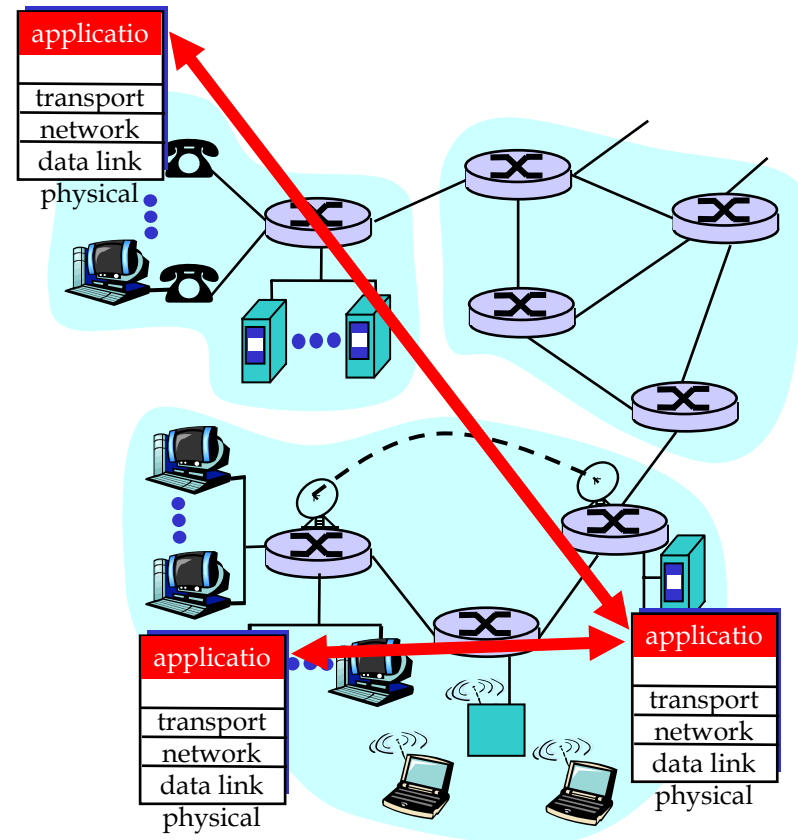 applicatio
transport
network
data link
physical
applicatio
transport
network
data link
physical
applicatio
transport
network
data link
physical